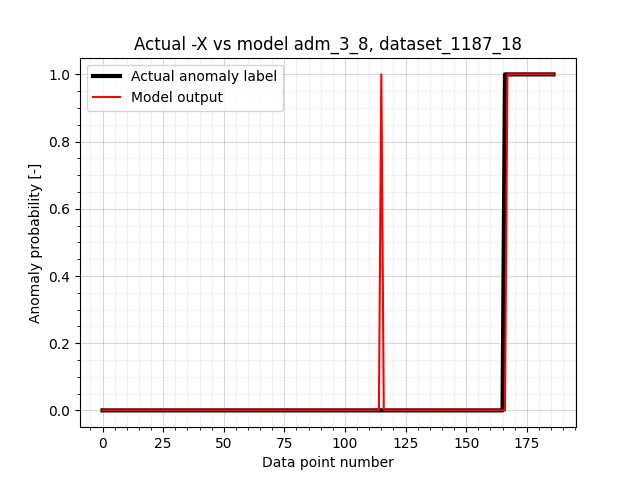 Actual -X vs model adm_3_8, dataset_1187_18
Actual anomaly label
Model output
1.0
0.8
0.6
0.4
0.2
0.0
Anomaly probability [-]
0 25 50 75 100 125 150 175
Data point number